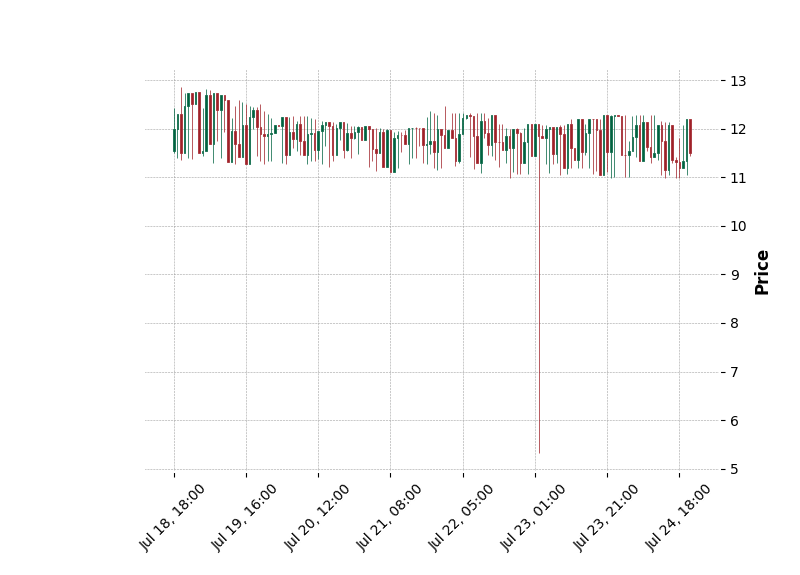 13
12
11
10
9
8
7
6
5
Price
Jul 18, 18:00
Jul 19, 16:00
Jul 20, 12:00
Jul 21, 08:00
Jul 22, 05:00
Jul 23, 01:00
Jul 23, 21:00
Jul 24, 18:00